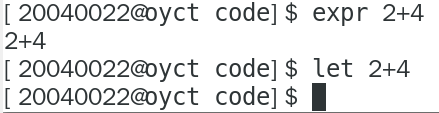 [ 20040022@oyct code]$ expr 2+4
2+4
[ 20040022@oyct code]$ let 2+4
[ 20040022@oyct code]$